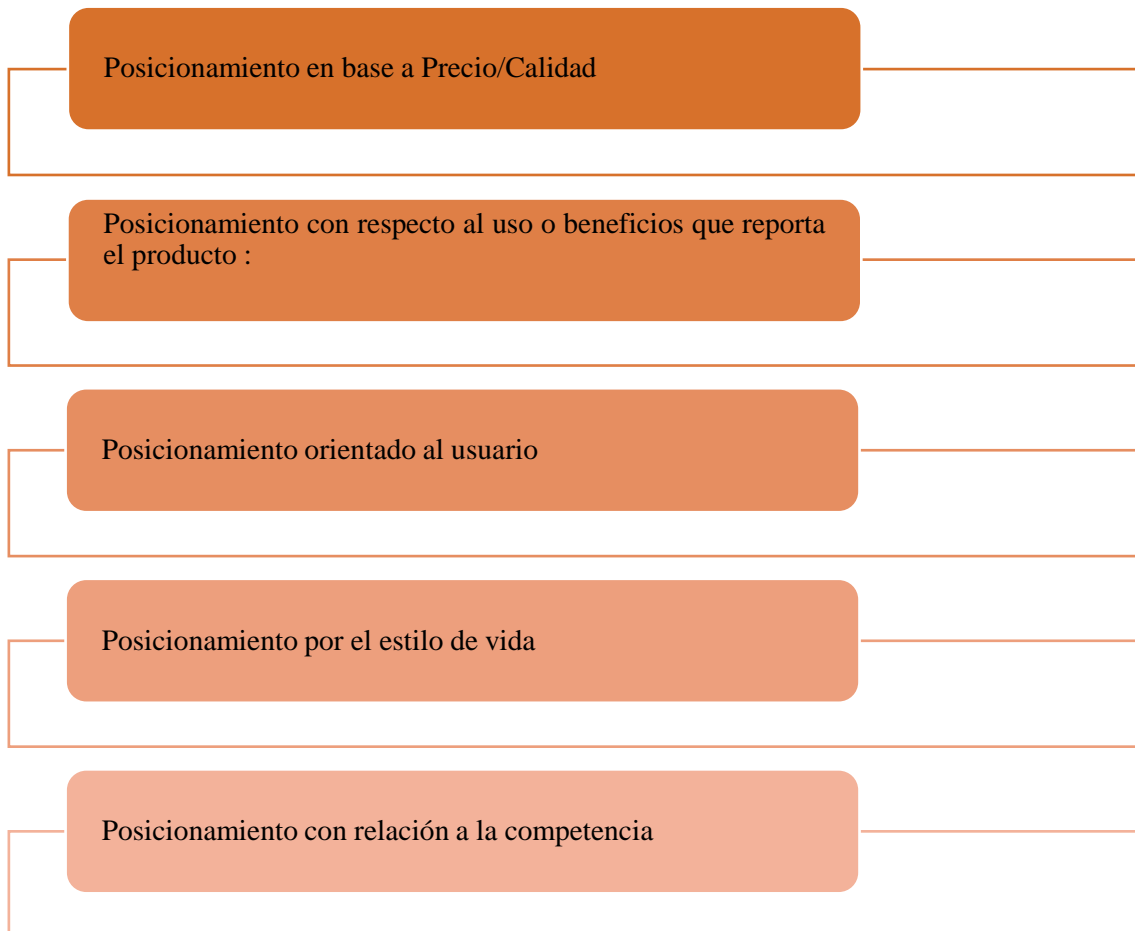 Posicionamiento en base a Precio/Calidad
Posicionamiento con respecto al uso o beneficios que reporta
el producto :
Posicionamiento orientado al usuario
Posicionamiento por el estilo de vida
Posicionamiento con relación a la competencia